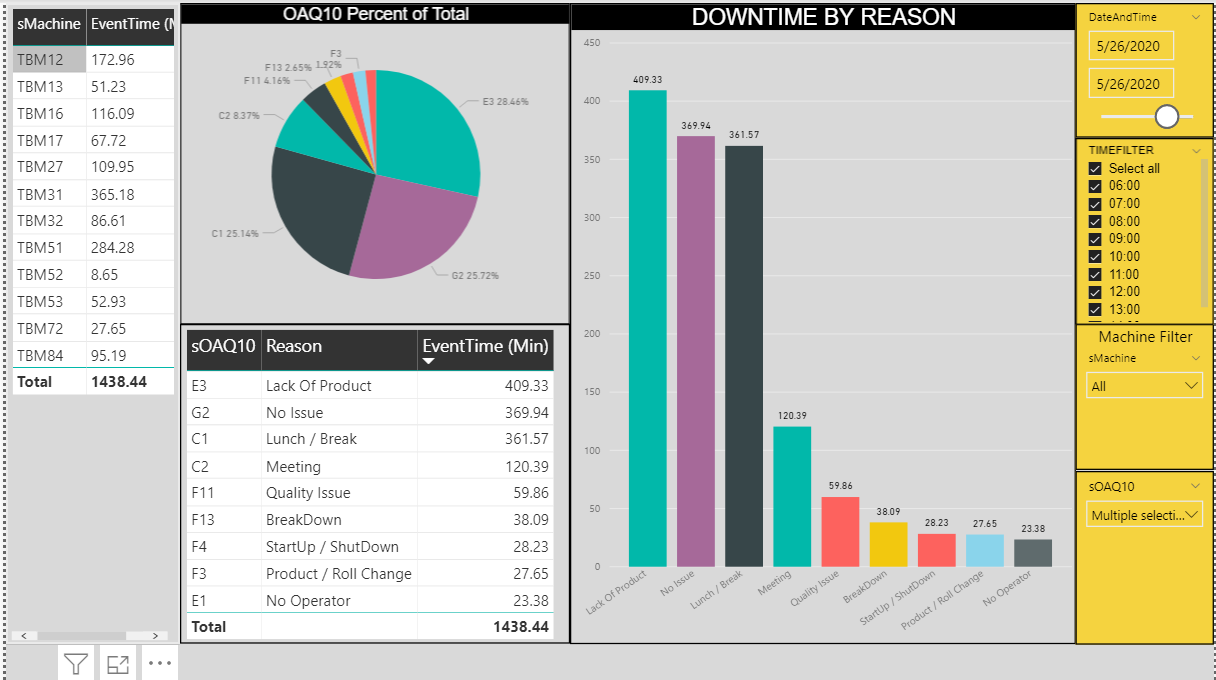 sMachine EventTime (M
TBM12 172.96
TBM13 51.23
TBM16 116.09
TBM17 67.72
TBM27 109.95
TBM31 365.18
TBM32 86.61
TBM51 284.28
TBM52 8.65
TBM53 52.93
TBM72 27.65
TBM84 95.19
Total 1438.44
OAQ10 Percent of Total
F3
1.92%
F13 2.65%
F11 4.16%
C2 8.37%
C1 25.14%
E3 28.46%
G2 25.72%
sOAQ10 Reason EventTime (Min)
E3 Lack Of Product 409.33
G2 No Issue 369.94
C1 Lunch / Break 361.57
C2 Meeting 120.39
F11 Quality Issue 59.86
F13 BreakDown 38.09
F4 StartUp / ShutDown 28.23
F3 Product / Roll Change 27.65
E1 No Operator 23.38
Total 1438.44
DOWNTIME BY REASON
450
400
350
300
250
200
150
100
50
0
409.33
369.94
361.57
120.39
59.86
38.09
28.23
27.65
23.38
Lack Of Product
No Issue
Lunch / Break
Meeting
Quality Issue
BreakDown
StartUp / ShutDown
Product / Roll Change
No Operator
DateAndTime
5/26/2020
5/26/2020
TIMEFILTER
Select all
06:00
07:00
08:00
09:00
10:00
11:00
12:00
13:00
Machine Filter
sMachine
All
sOAQ10
Multiple selecti...